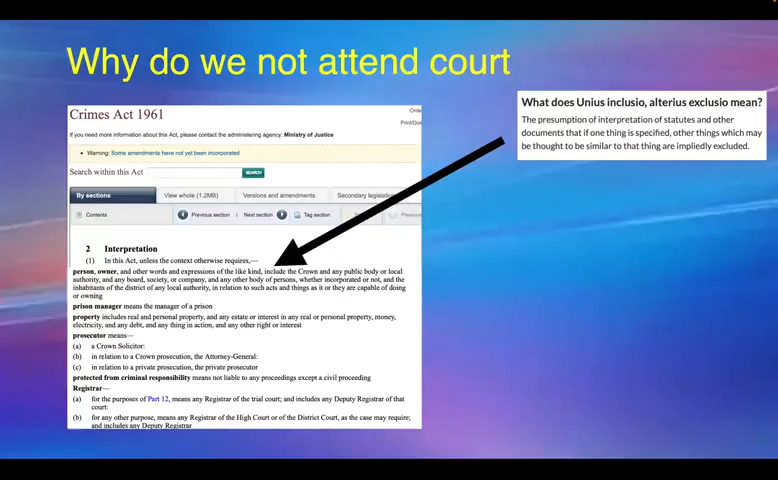 Why do we not attend court
Crimes Act 1961
Print/Dow
If you need more information about this Act, please contact the administering agency: Ministry of Justice
Warning: Some amendments have not yet been incorporated
Search within this Act
SEARCH
By sections
View whole (1.2MB)
Versions and amendments
Secondary legislation
Contents
Previous section
Next section
Tag section
Previous
2 Interpretation
(1) In this Act, unless the context otherwise requires,—
person, owner, and other words and expressions of the like kind, include the Crown and any public body or local
authority, and any board, society, or company, and any other body of persons, whether incorporated or not, and the
inhabitants of the district of any local authority, in relation to such acts and things as it or they are capable of doing
or owning
prison manager means the manager of a prison
property includes real and personal property, and any estate or interest in any real or personal property, money,
electricity, and any debt, and any thing in action, and any other right or interest
prosecutor means—
(a) a Crown Solicitor:
(b) in relation to a Crown prosecution, the Attorney-General:
(c) in relation to a private prosecution, the private prosecutor
protected from criminal responsibility means not liable to any proceedings except a civil proceeding
Registrar—
(a) for the purposes of Part 12, means any Registrar of the trial court; and includes any Deputy Registrar of that
court:
(b) for any other purpose, means any Registrar of the High Court or of the District Court, as the case may require;
and includes any Deputy Registrar
What does Unius inclusio, alterius exclusio mean?
The presumption of interpretation of statutes and other
documents that if one thing is specified, other things which may
be thought to be similar to that thing are impliedly excluded.